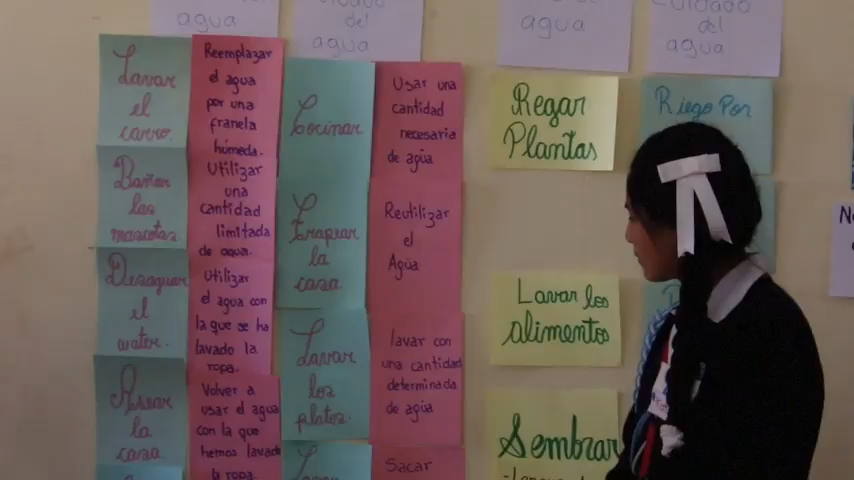 agua
Lavar
el
carro.
Bañar
las
mascotas
Desaguar
el
water.
Asear
la
casa
Reemplazar
el agua
por una
franela
húmeda.
Utilizar
una
cantidad
limitada
de agua.
Utilizar
el agua con
la que se ha
lavado la
ropa.
Volver a
usar el agua
con la que
hemos lavado
la ropa.
Cuidado
del
agua
Cocinar
Trapear
la
casa.
Lavar
los
platos.
Lavar
Usar una
cantidad
necesaria
de agua
Reutilizar
el
Agua
lavar con
una cantidad
determinada
de agua
Sacar
agua
Regar
Plantas
Lavar los
alimentos
Sembrar
Cuidado
del
agua
Riego Por